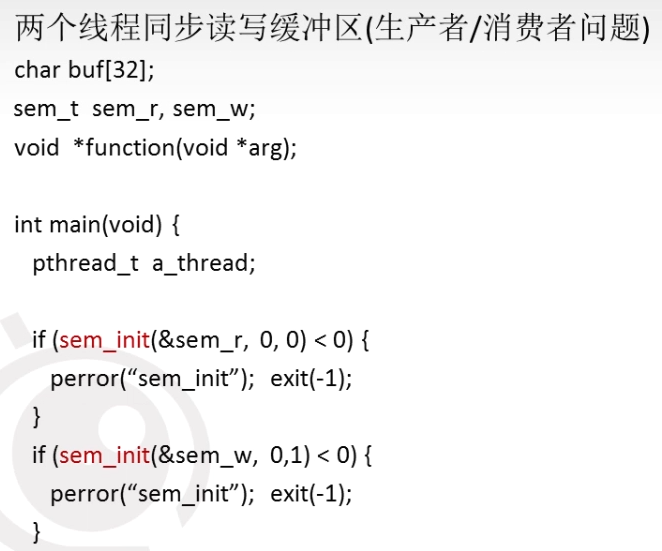 两个线程同步读写缓冲区(生产者/消费者问题)
char buf[32];
sem_t  sem_r, sem_w;
void  *function(void *arg);
int main(void) {
pthread_t  a_thread;
if (sem_init(&sem_r,  0, 0) < 0) {
perror(“sem_init”);  exit(-1);
}
if (sem_init(&sem_w,  0,1) < 0) {
perror(“sem_init”);  exit(-1);
}